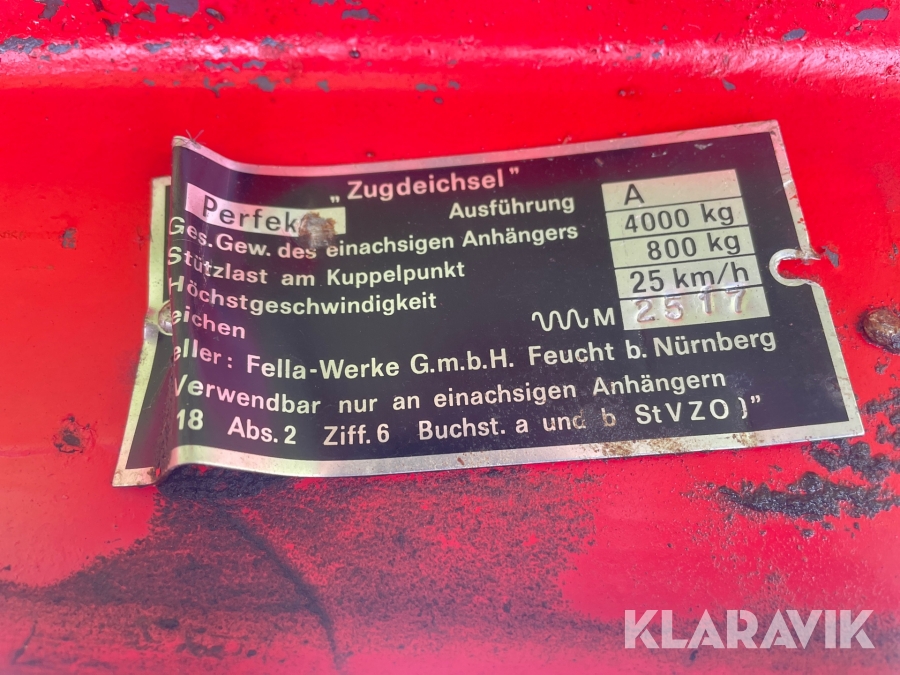 „Zugdeichsel"
Perfek Ausführung A
Ges. Gew. des einachsigen Anhängers 4000 kg
Stützlast am Kuppelpunkt 800 kg
Höchstgeschwindigkeit 25 km/h
eichen M 2517
eller: Fella-Werke G.m.b.H. Feucht b. Nürnberg
Verwendbar nur an einachsigen Anhängern
18 Abs. 2 Ziff. 6 Buchst. a und b StVZO)"
KLARAVIK